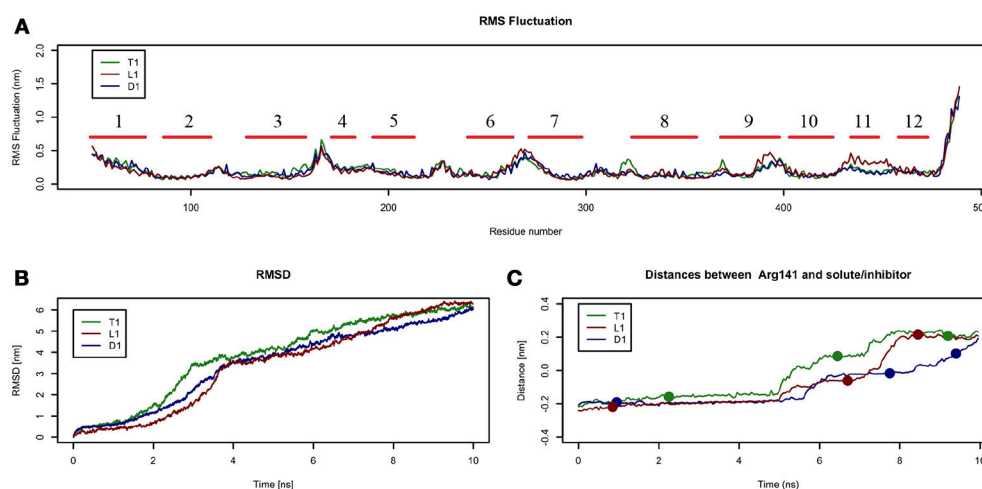 A
RMS Fluctuation
RMS Fluctuation (nm)
2.0
1.5
1.0
0.5
0.0
T1
L1
D1
1 2 3 4 5 6 7 8 9 10 11 12
100 200 300 400 500
Residue number
B
RMSD
RMSD [nm]
6
5
4
3
2
1
0
T1
L1
D1
0 2 4 6 8 10
Time [ns]
C
Distances between Arg141 and solute/inhibitor
Distance [nm]
0.4
0.2
0.0
-0.2
-0.4
T1
L1
D1
0 2 4 6 8 10
Time (ns)